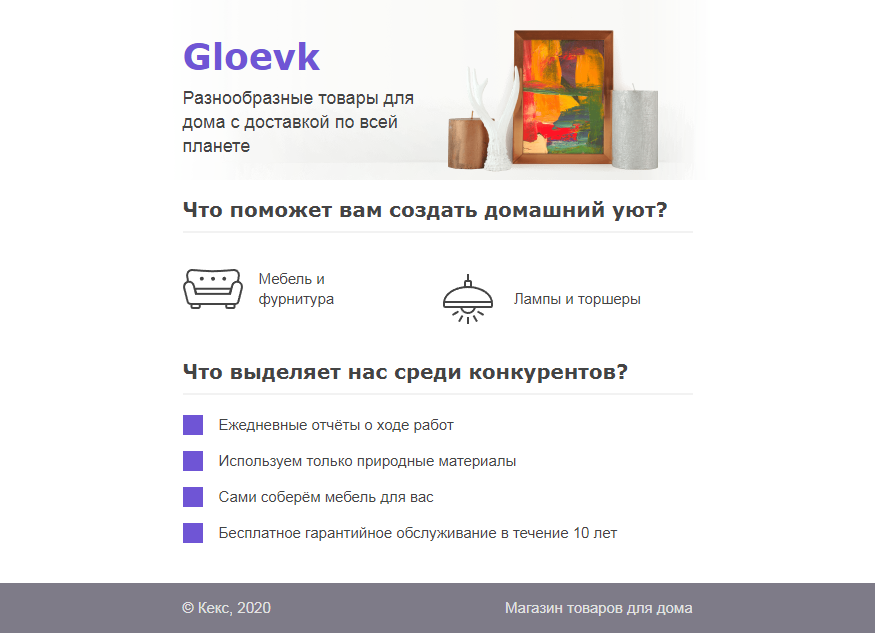 Gloevk
Разнообразные товары для
дома с доставкой по всей
планете
Что поможет вам создать домашний уют?
Мебель и
фурнитура
Лампы и торшеры
Что выделяет нас среди конкурентов?
Ежедневные отчёты о ходе работ
Используем только природные материалы
Сами соберём мебель для вас
Бесплатное гарантийное обслуживание в течение 10 лет
© Кекс, 2020
Магазин товаров для дома